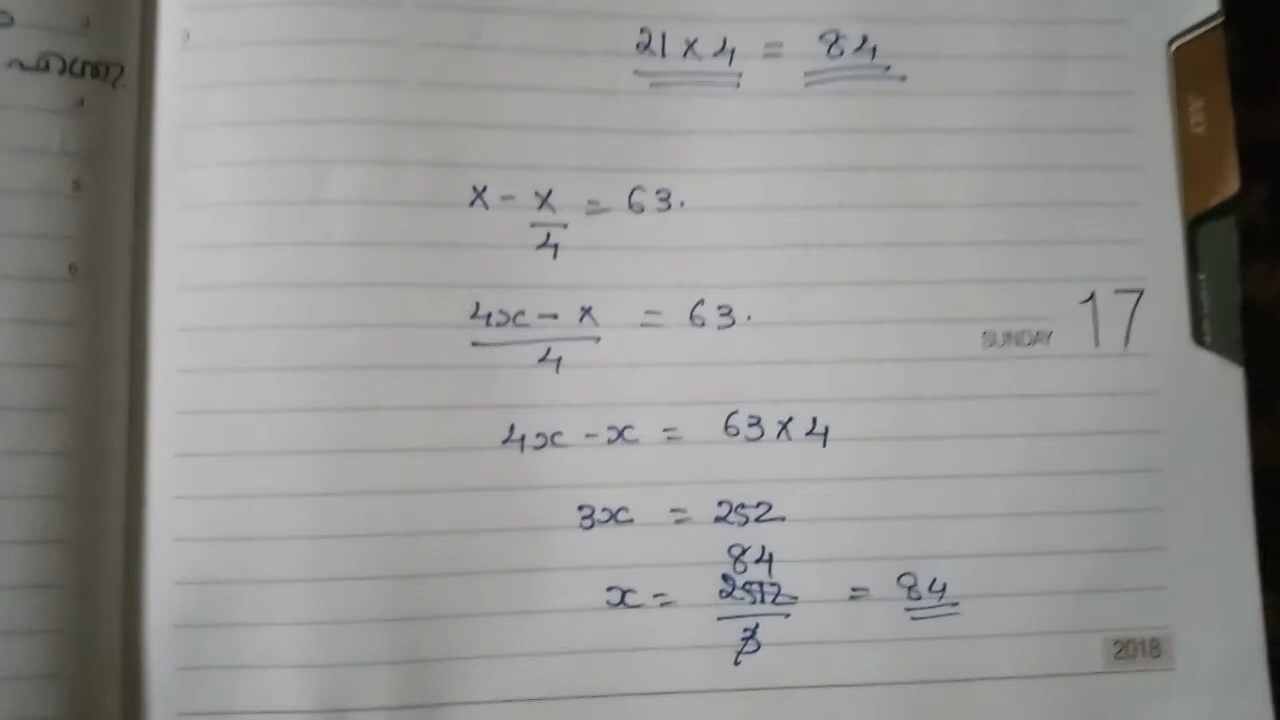 21 × 4 = 84
x - x/4 = 63.
4x - x/4 = 63.
SUNDAY 17
4x - x = 63 × 4
3x = 252
84
x = 252/3 = 84
2018